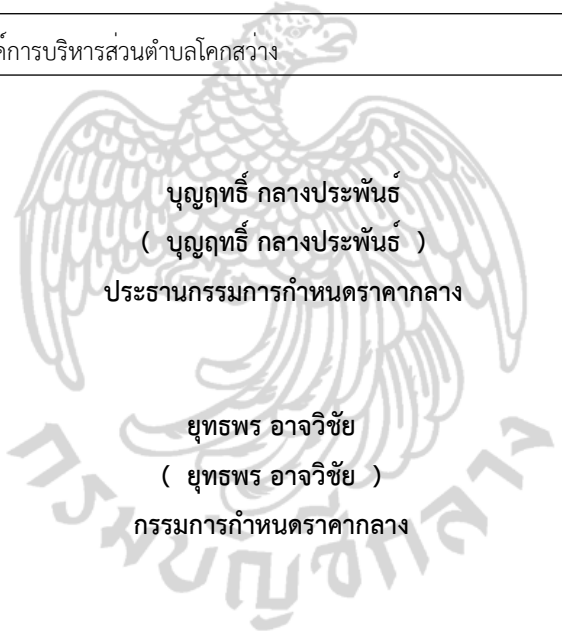 ค์การบริหารส่วนตำบลโคกสว่าง
บุญฤทธิ์ กลางประพันธ์
( บุญฤทธิ์ กลางประพันธ์ )
ประธานกรรมการกำหนดราคากลาง
ยุทธพร อาจวิชัย
( ยุทธพร อาจวิชัย )
กรรมการกำหนดราคากลาง
กรมบัญชีกลาง